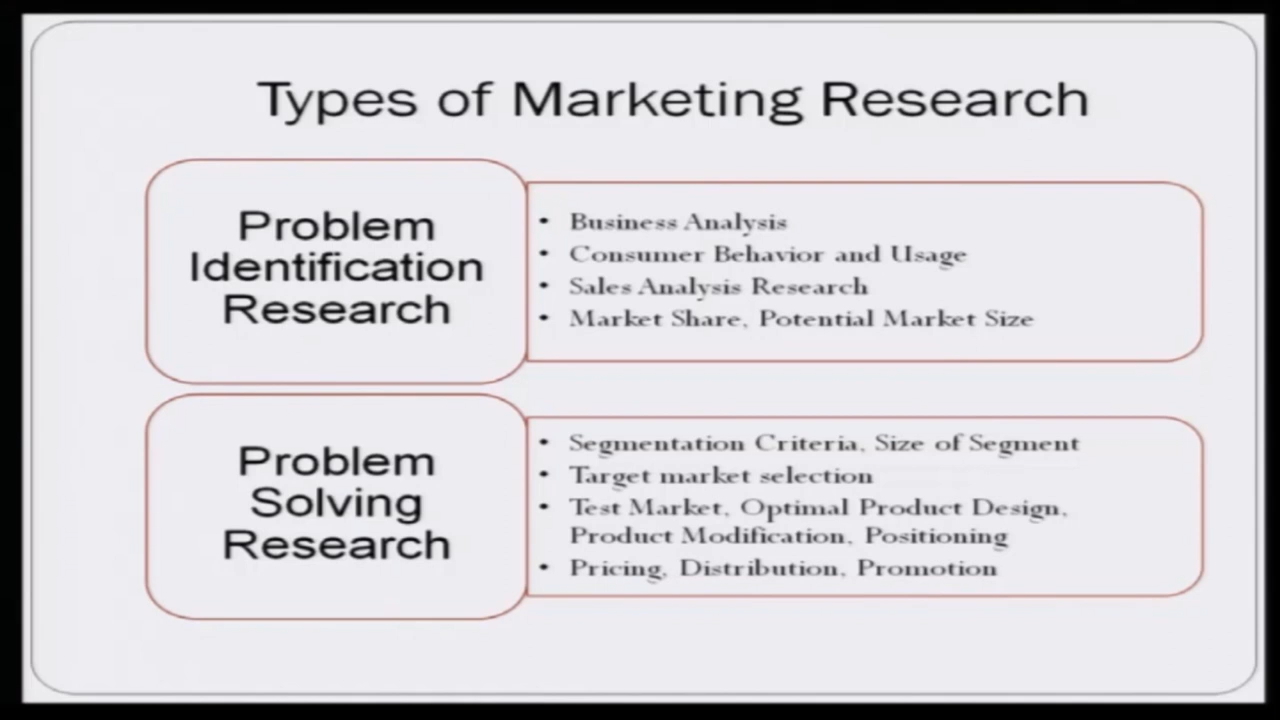 Types of Marketing Research
Problem
Identification
Research
• Business Analysis
• Consumer Behavior and Usage
• Sales Analysis Research
• Market Share, Potential Market Size
Problem
Solving
Research
• Segmentation Criteria, Size of Segment
• Target market selection
• Test Market, Optimal Product Design,
Product Modification, Positioning
• Pricing, Distribution, Promotion